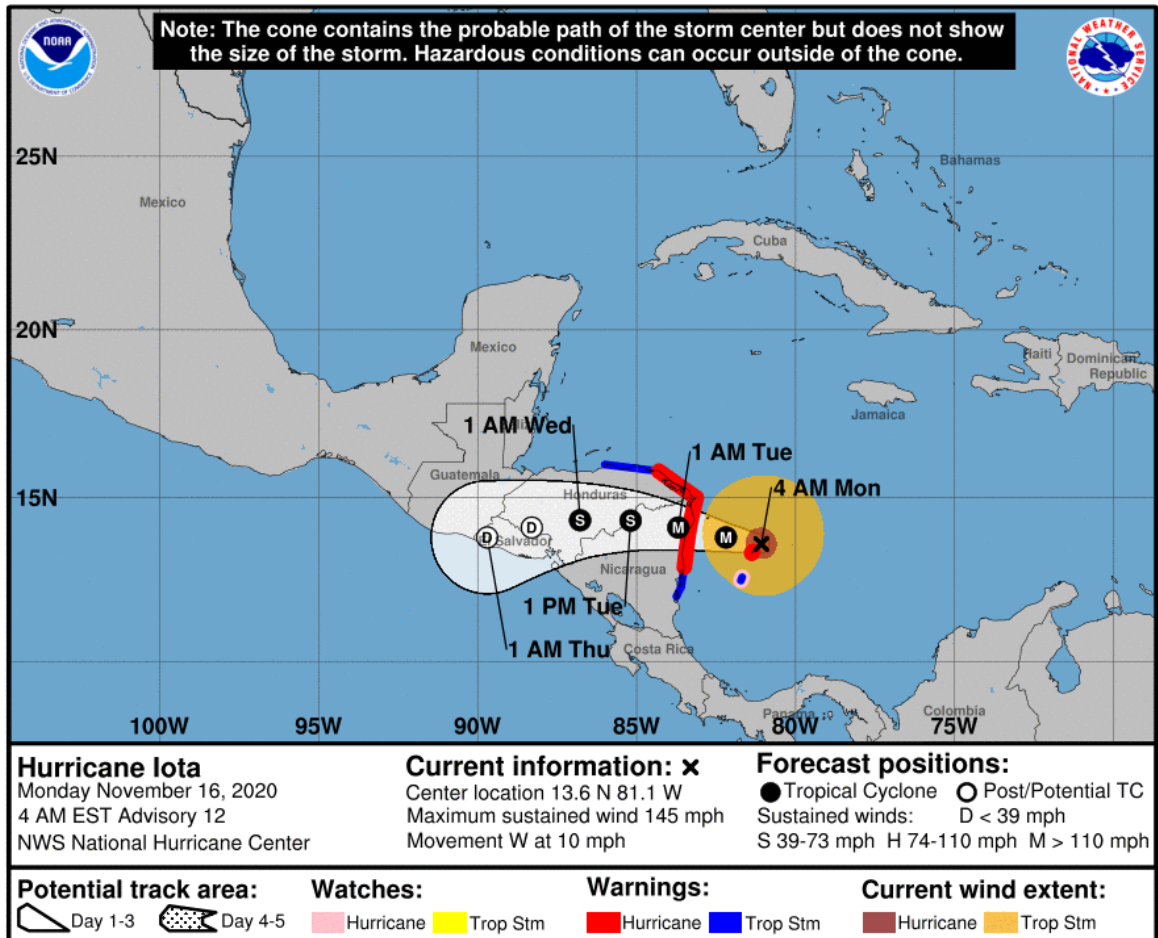 Note: The cone contains the probable path of the storm center but does not show
the size of the storm. Hazardous conditions can occur outside of the cone.
NOAA
NATIONAL WEATHER SERVICE
25N
Bahamas
Mexico
Cuba
20N
Mexico
Haiti
Dominican
Republic
Jamaica
1 AM Wed
1 AM Tue
Guatemala
4 AM Mon
15N
Honduras
M
S
S
M
D
D
El Salvador
Nicaragua
1 PM Tue
1 AM Thu
Costa Rica
Panama
Colombia
100W
95W
90W
85W
80W
75W
Hurricane Iota
Monday November 16, 2020
4 AM EST Advisory 12
NWS National Hurricane Center
Current information: ×
Center location 13.6 N 81.1 W
Maximum sustained wind 145 mph
Movement W at 10 mph
Forecast positions:
Tropical Cyclone
Post/Potential TC
Sustained winds: D < 39 mph
S 39-73 mph H 74-110 mph M > 110 mph
Potential track area:
Day 1-3
Day 4-5
Watches:
Hurricane
Trop Stm
Warnings:
Hurricane
Trop Stm
Current wind extent:
Hurricane
Trop Stm